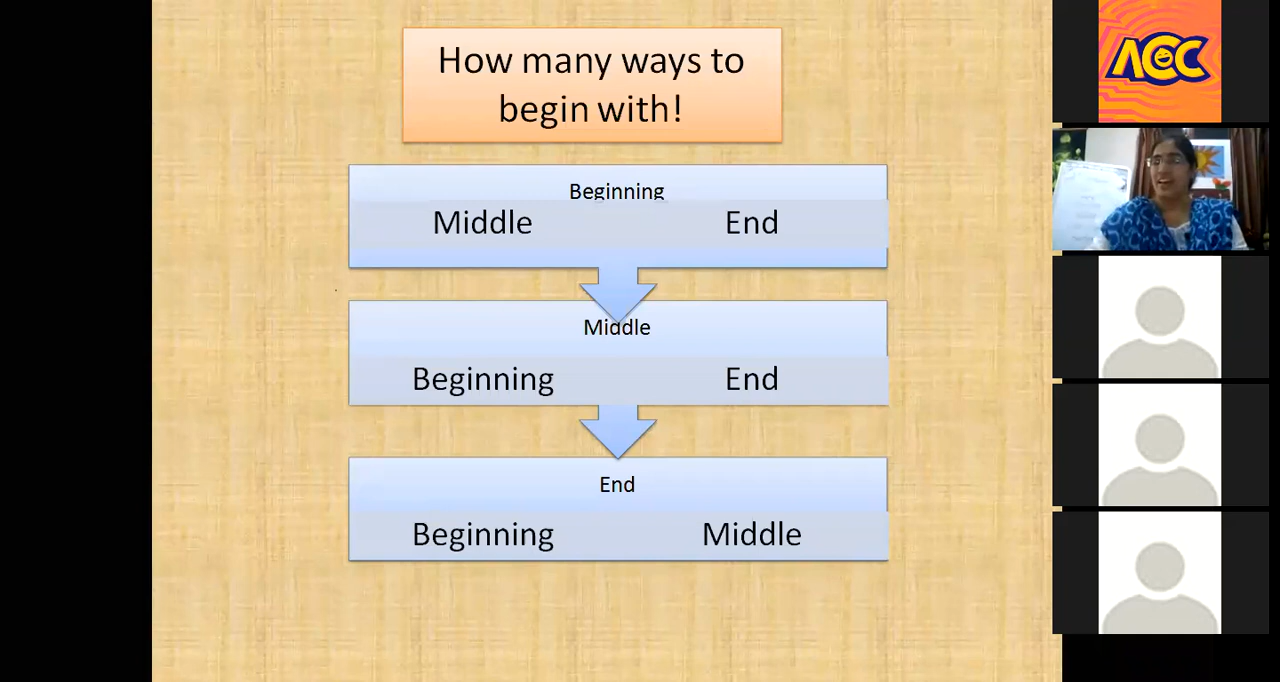 How many ways to
begin with!
Beginning
Middle End
Middle
Beginning End
End
Beginning Middle
ACC